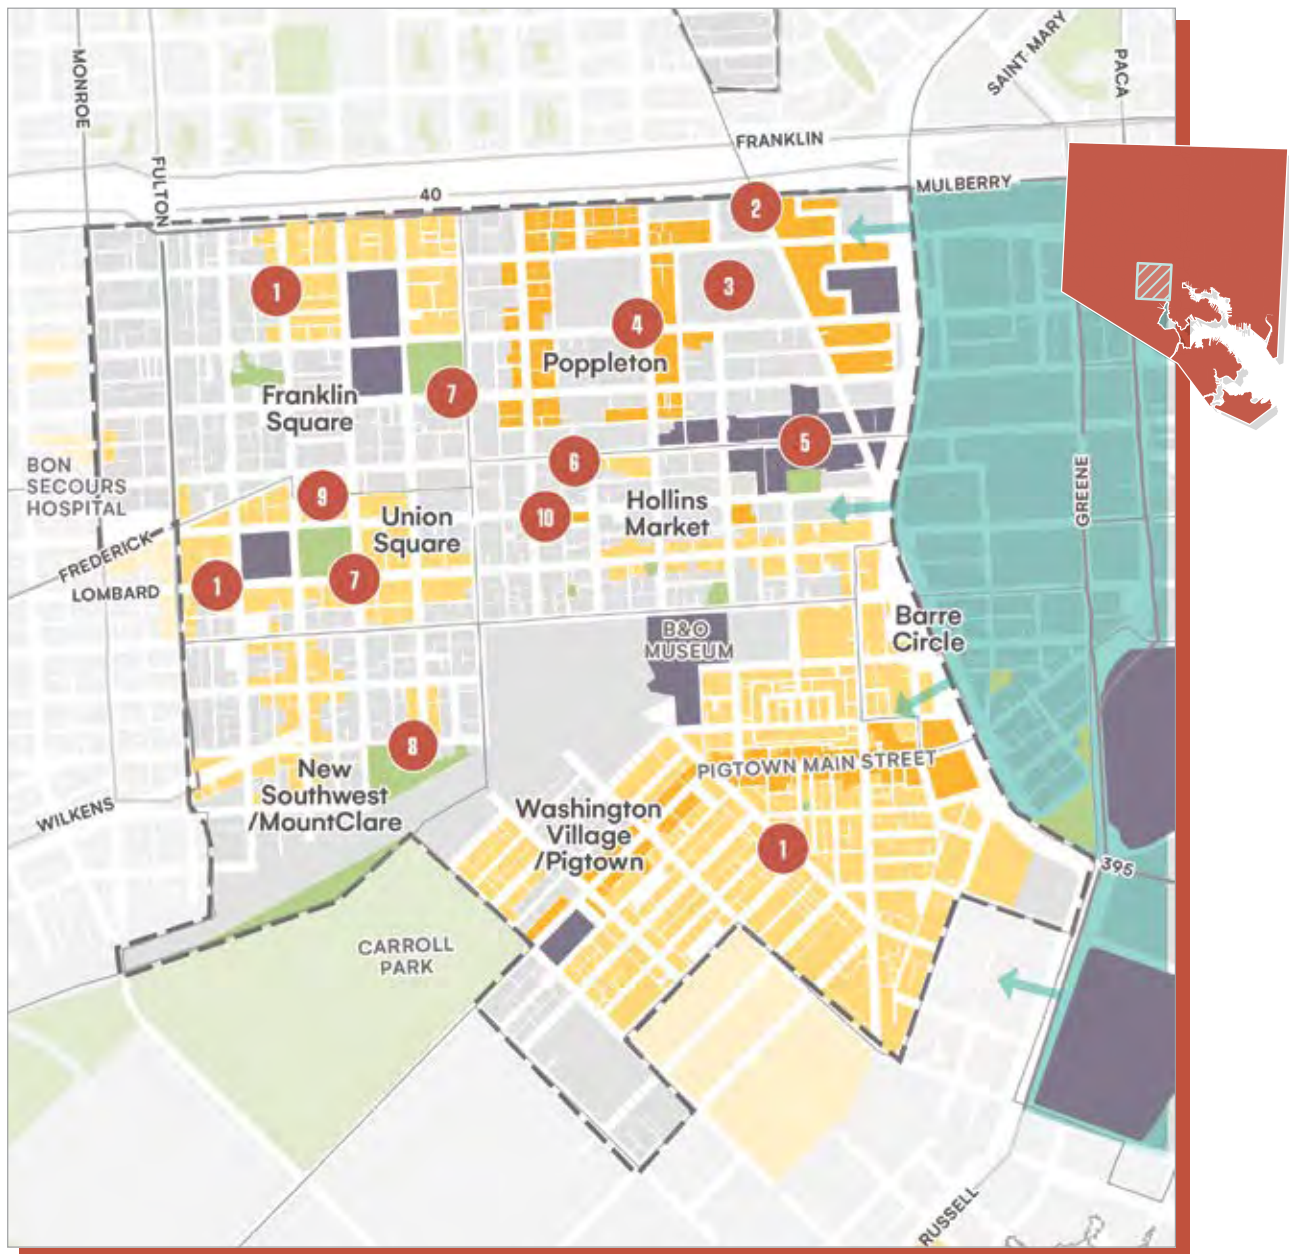 MONROE
FULTON
SAINT MARY
PACA
FRANKLIN
40
MULBERRY
2
1
3
4
Poppleton
7
Franklin
Square
5
6
BON
SECOURS
HOSPITAL
9
10
Union
Square
Hollins
Market
GREENE
FREDERICK
LOMBARD
1
7
B&O
MUSEUM
Barre
Circle
8
New
Southwest
/MountClare
PIGTOWN MAIN STREET
WILKENS
Washington
Village
/Pigtown
1
395
CARROLL
PARK
RUSSELL